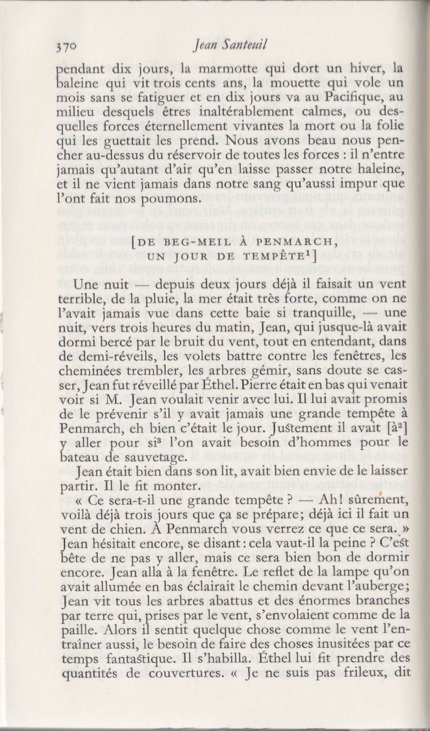 370
Jean Santeuil
pendant dix jours, la marmotte qui dort un hiver, la
baleine qui vit trois cents ans, la mouette qui vole un
mois sans se fatiguer et en dix jours va au Pacifique, au
milieu desquels êtres inaltérablement calmes, ou des-
quelles forces éternellement vivantes la mort ou la folie
qui les guettait les prend. Nous avons beau nous pen-
cher au-dessus du réservoir de toutes les forces : il n'entre
jamais qu'autant d'air qu'en laisse passer notre haleine,
et il ne vient jamais dans notre sang qu'aussi impur que
l'ont fait nos poumons.
[DE BEG-MEIL À PENMARCH,
UN JOUR DE TEMPÊTE¹]
Une nuit — depuis deux jours déjà il faisait un vent
terrible, de la pluie, la mer était très forte, comme on ne
l'avait jamais vue dans cette baie si tranquille, — une
nuit, vers trois heures du matin, Jean, qui jusque-là avait
dormi bercé par le bruit du vent, tout en entendant, dans
de demi-réveils, les volets battre contre les fenêtres, les
cheminées trembler, les arbres gémir, sans doute se cas-
ser, Jean fut réveillé par Éthel. Pierre était en bas qui venait
voir si M. Jean voulait venir avec lui. Il lui avait promis
de le prévenir s'il y avait jamais une grande tempête à
Penmarch, eh bien c'était le jour. Justement il avait [à²]
y aller pour si³ l'on avait besoin d'hommes pour le
bateau de sauvetage.
Jean était bien dans son lit, avait bien envie de le laisser
partir. Il le fit monter.
« Ce sera-t-il une grande tempête ? — Ah! sûrement,
voilà déjà trois jours que ça se prépare; déjà ici il fait un
vent de chien. À Penmarch vous verrez ce que ce sera. »
Jean hésitait encore, se disant : cela vaut-il la peine ? C'est
bête de ne pas y aller, mais ce sera bien bon de dormir
encore. Jean alla à la fenêtre. Le reflet de la lampe qu'on
avait allumée en bas éclairait le chemin devant l'auberge;
Jean vit tous les arbres abattus et des énormes branches
par terre qui, prises par le vent, s'envolaient comme de la
paille. Alors il sentit quelque chose comme le vent l'en-
traîner aussi, le besoin de faire des choses inusitées par ce
temps fantastique. Il s'habilla. Éthel lui fit prendre des
quantités de couvertures. « Je ne suis pas frileux, dit